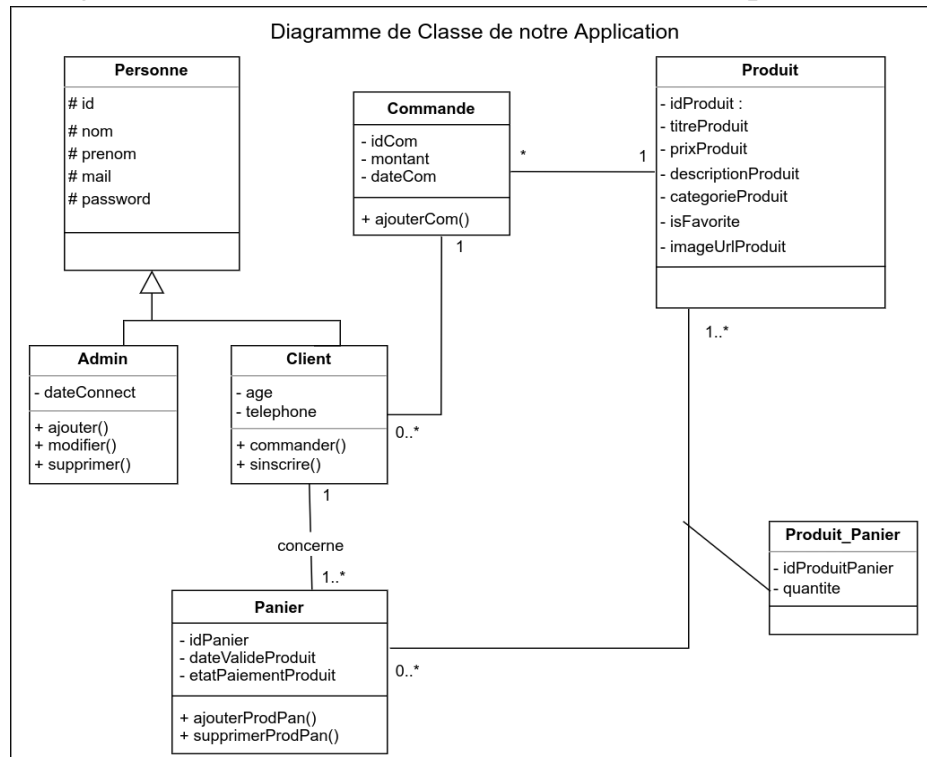 Diagramme de Classe de notre Application
Personne
# id
# nom
# prenom
# mail
# password
Commande
- idCom
- montant
- dateCom
+ ajouterCom()
Produit
- idProduit :
- titreProduit
- prixProduit
- descriptionProduit
- categorieProduit
- isFavorite
- imageUrlProduit
*
1
1
1..*
Admin
- dateConnect
+ ajouter()
+ modifier()
+ supprimer()
Client
- age
- telephone
+ commander()
+ sinscrire()
0..*
1
concerne
1..*
Produit_Panier
- idProduitPanier
- quantite
Panier
- idPanier
- dateValideProduit
- etatPaiementProduit
+ ajouterProdPan()
+ supprimerProdPan()
0..*